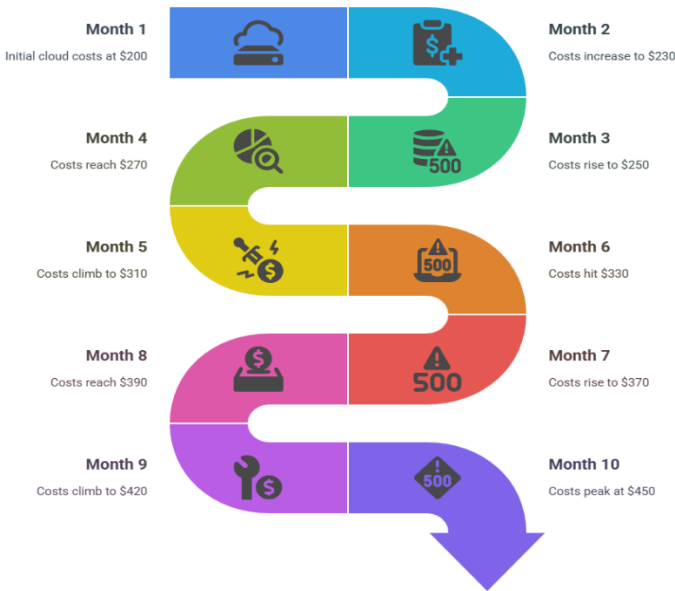 Month 1
Initial cloud costs at $200
Month 2
Costs increase to $230
Month 3
Costs rise to $250
500
Month 4
Costs reach $270
Month 5
Costs climb to $310
Month 6
Costs hit $330
500
Month 7
Costs rise to $370
500
Month 8
Costs reach $390
Month 9
Costs climb to $420
Month 10
Costs peak at $450
500